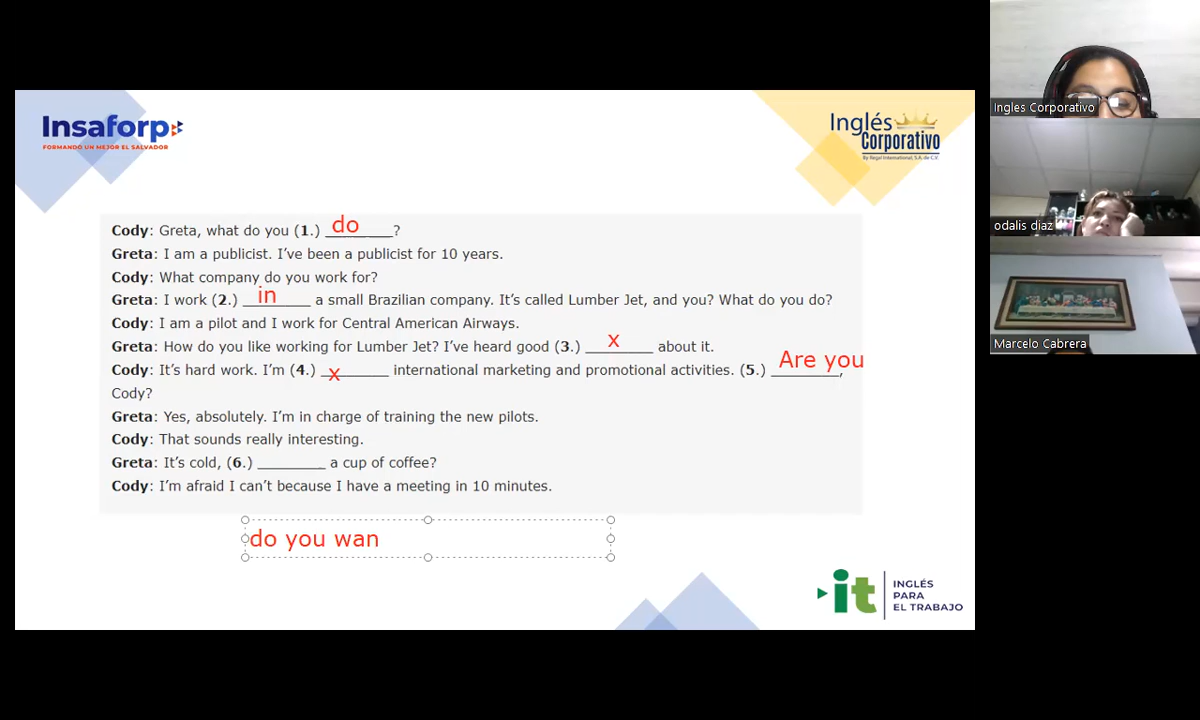 Insaforp
FORMANDO UN MEJOR EL SALVADOR
Inglés
Corporativo
By Regal International, S.A. de C.V.
Cody: Greta, what do you (1.) do ?
Greta: I am a publicist. I've been a publicist for 10 years.
Cody: What company do you work for?
Greta: I work (2.) in a small Brazilian company. It's called Lumber Jet, and you? What do you do?
Cody: I am a pilot and I work for Central American Airways.
Greta: How do you like working for Lumber Jet? I've heard good (3.) x about it.
Cody: It's hard work. I'm (4.) x international marketing and promotional activities. (5.) Are you ,
Cody?
Greta: Yes, absolutely. I'm in charge of training the new pilots.
Cody: That sounds really interesting.
Greta: It's cold, (6.) ________ a cup of coffee?
Cody: I'm afraid I can't because I have a meeting in 10 minutes.
do you wan
it
INGLÉS
PARA
EL TRABAJO
Ingles Corporativo
odalis diaz
Marcelo Cabrera